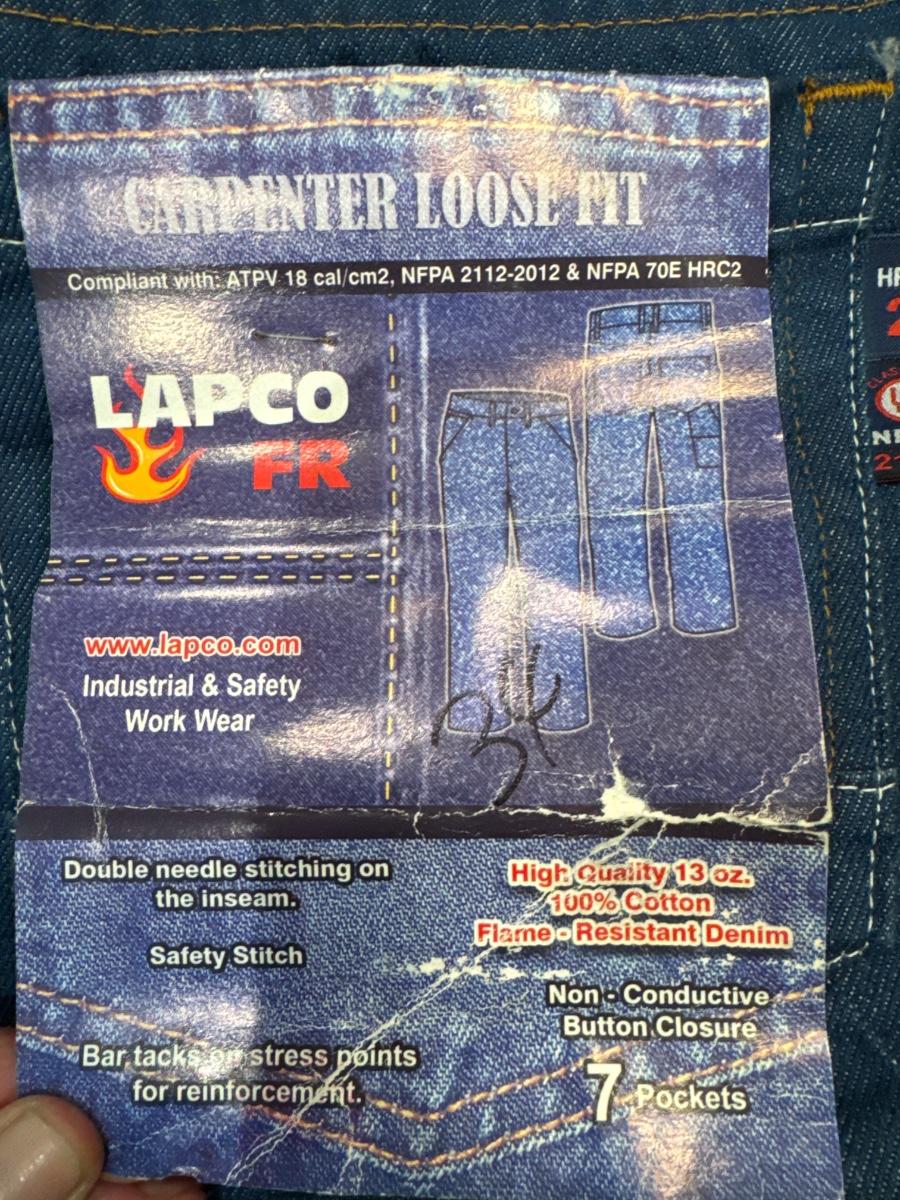 CARPENTER LOOSE FIT
Compliant with: ATPV 18 cal/cm2, NFPA 2112-2012 & NFPA 70E HRC2
LAPCO
FR
www.lapco.com
Industrial & Safety
Work Wear
34
Double needle stitching on
the inseam.
Safety Stitch
Bar tacks on stress points
for reinforcement.
High Quality 13 oz.
100% Cotton
Flame - Resistant Denim
Non - Conductive
Button Closure
7 Pockets